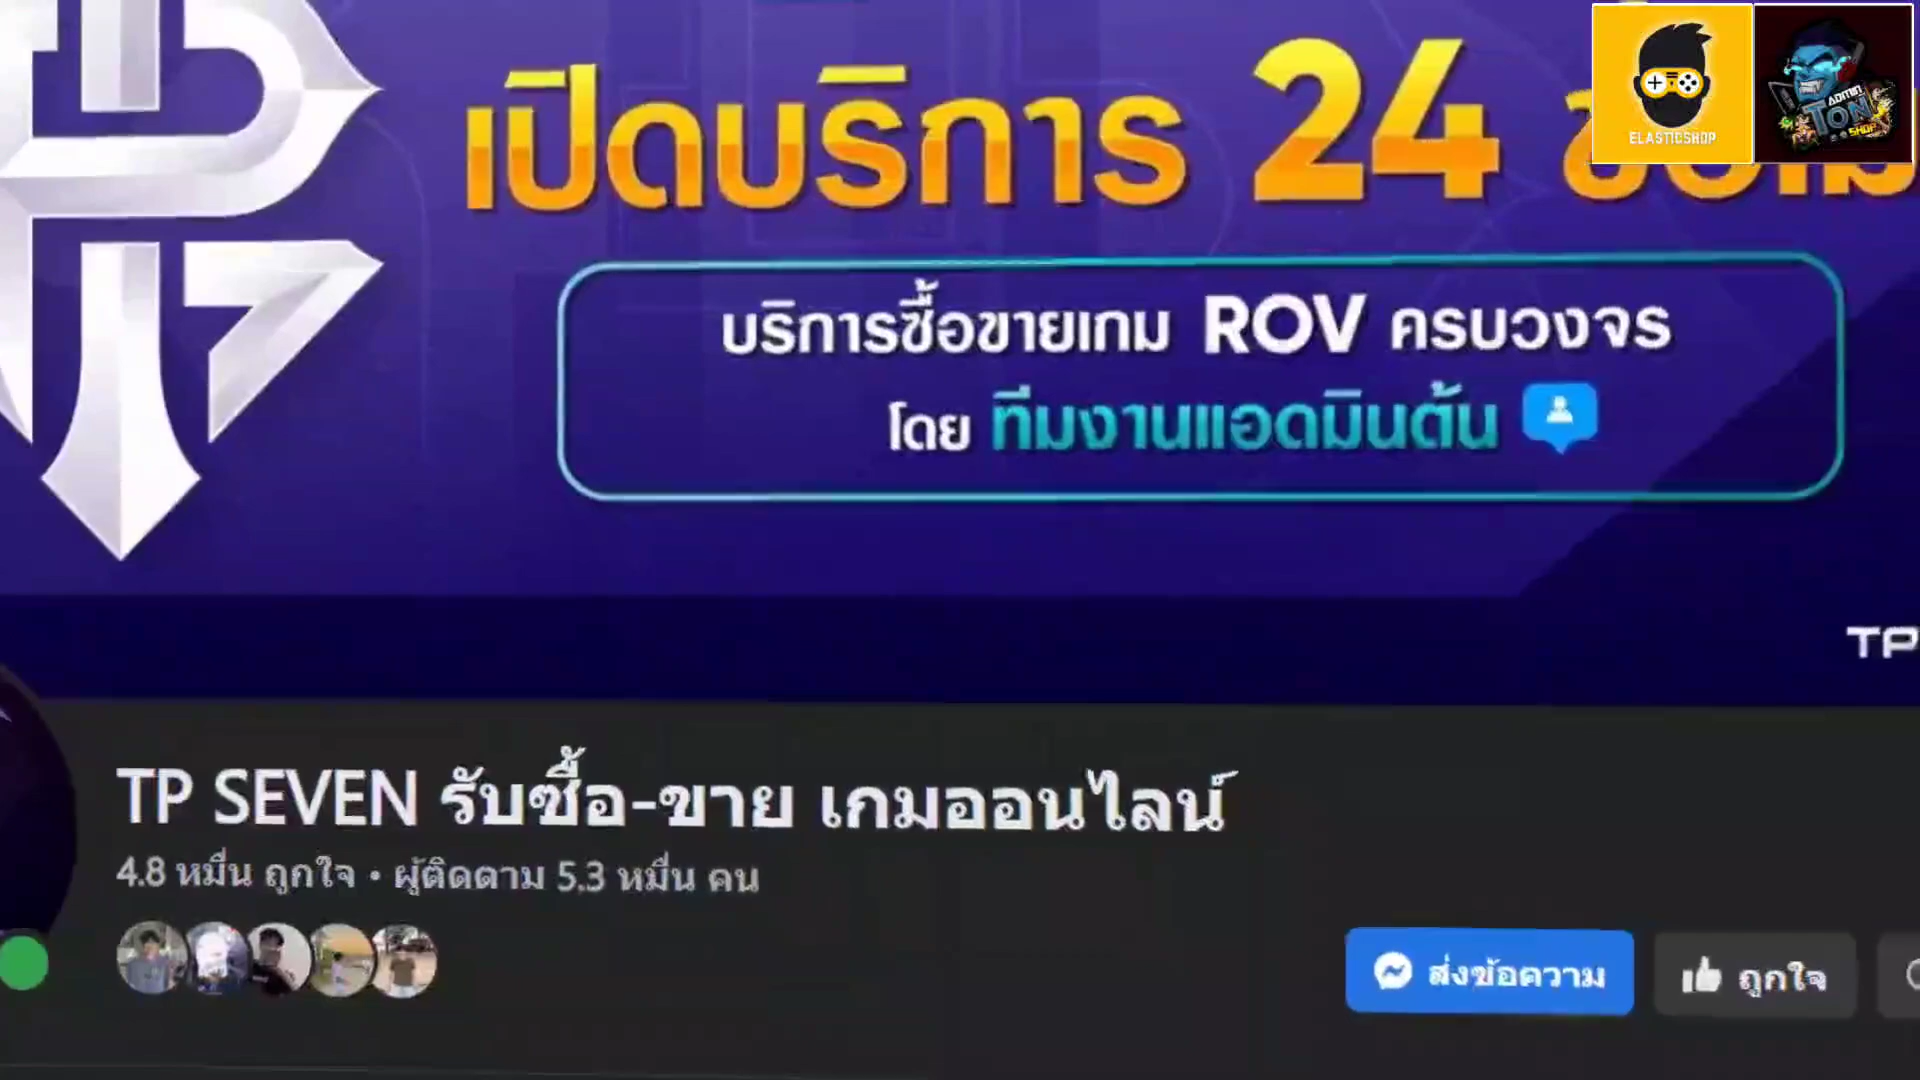 เปิดบริการ 24
ELASTICSHOP
ADMIN
TON
SHOP
บริการซื้อขายเกม ROV ครบวงจร
โดย ทีมงานแอดมินต้น
TP
TP SEVEN รับซื้อ-ขาย เกมออนไลน์
4.8 หมื่น ถูกใจ • ผู้ติดตาม 5.3 หมื่น คน
ส่งข้อความ
ถูกใจ